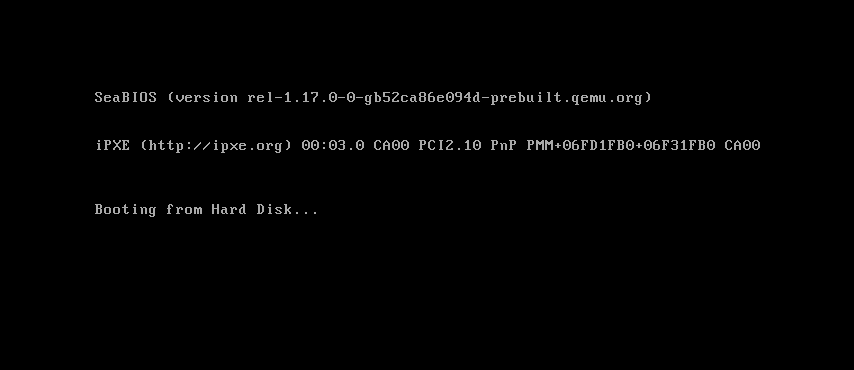 SeaBIOS (version rel-1.17.0-0-gb52ca86e094d-prebuilt.qemu.org)
iPXE (http://ipxe.org) 00:03.0 CA00 PCI2.10 PnP PMM+06FD1FB0+06F31FB0 CA00
Booting from Hard Disk...